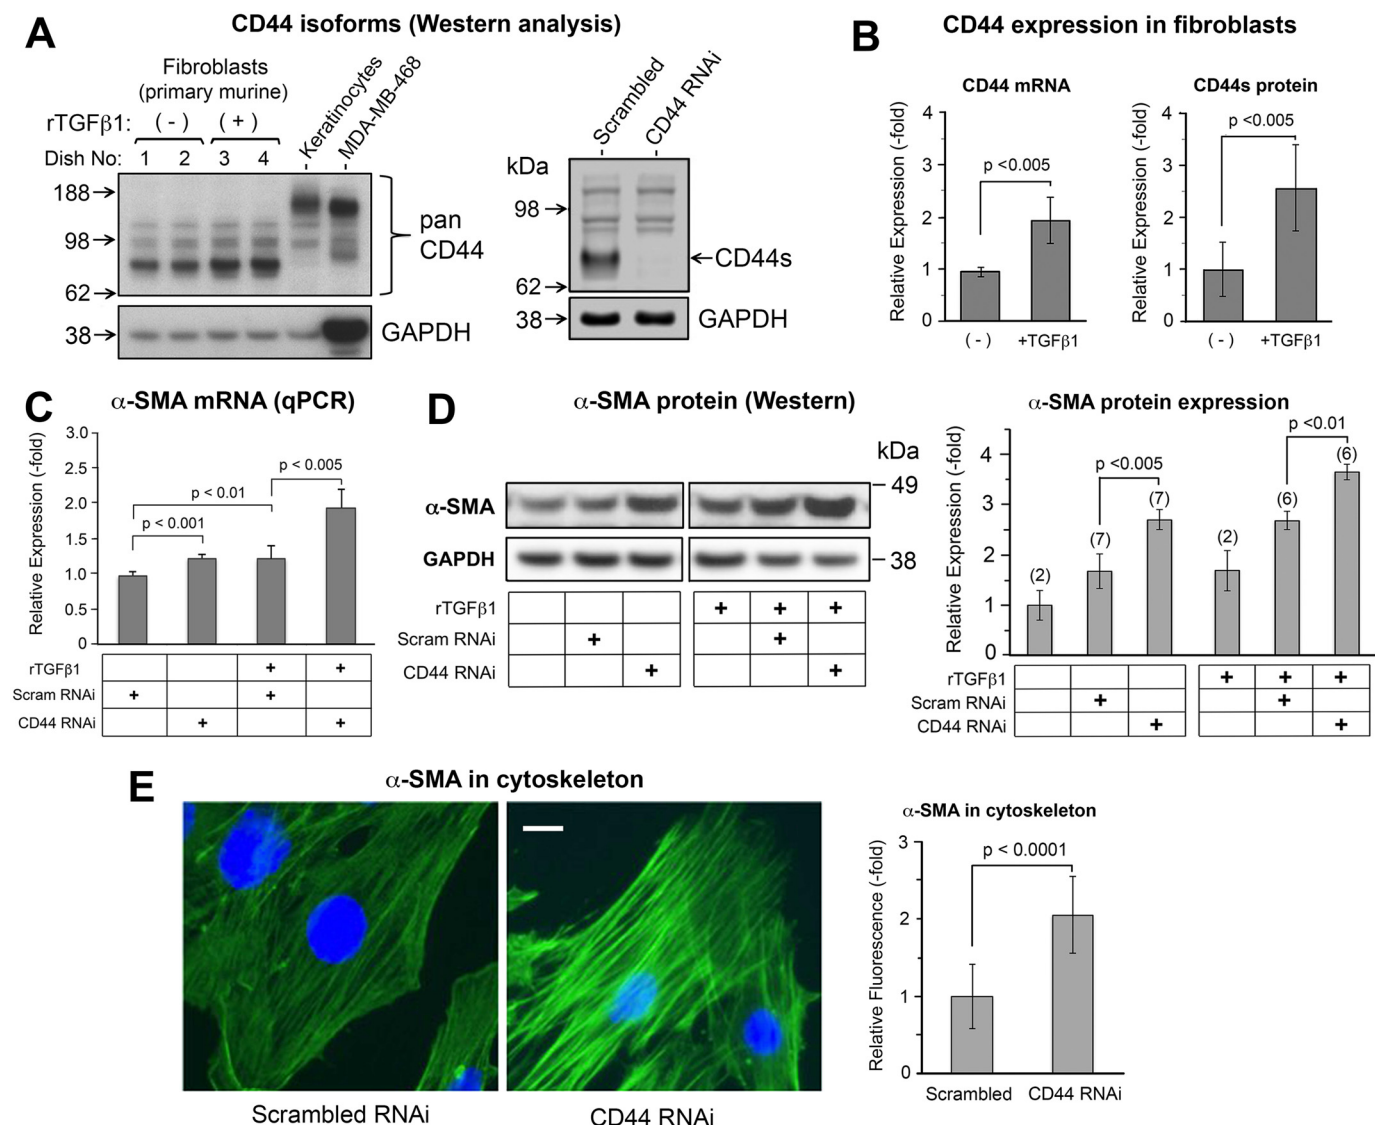 A
CD44 isoforms (Western analysis)
Fibroblasts
(primary murine)
Keratinocytes
MDA-MB-468
rTGFβ1: (-) (+)
Dish No: 1 2 3 4
188
98
62
38
pan
CD44
GAPDH
Scrambled
CD44 RNAi
kDa
98
62
38
CD44s
GAPDH
B
CD44 expression in fibroblasts
CD44 mRNA
Relative Expression (-fold)
4
3
2
1
0
p <0.005
(-) +TGFβ1
CD44s protein
Relative Expression (-fold)
4
3
2
1
0
p <0.005
(-) +TGFβ1
C
α-SMA mRNA (qPCR)
Relative Expression (-fold)
3.0
2.5
2.0
1.5
1.0
0.5
0
p < 0.005
p < 0.01
p < 0.001
rTGFβ1 + +
Scram RNAi + +
CD44 RNAi + +
D
α-SMA protein (Western)
kDa
α-SMA
49
GAPDH
38
rTGFβ1 + + +
Scram RNAi + +
CD44 RNAi + +
α-SMA protein expression
Relative Expression (-fold)
4
3
2
1
0
p <0.01
p <0.005
(2) (7) (7) (2) (6) (6)
rTGFβ1 + + +
Scram RNAi + +
CD44 RNAi + +
E
α-SMA in cytoskeleton
Scrambled RNAi
CD44 RNAi
α-SMA in cytoskeleton
Relative Fluorescence (-fold)
3
2
1
0
p < 0.0001
Scrambled CD44 RNAi